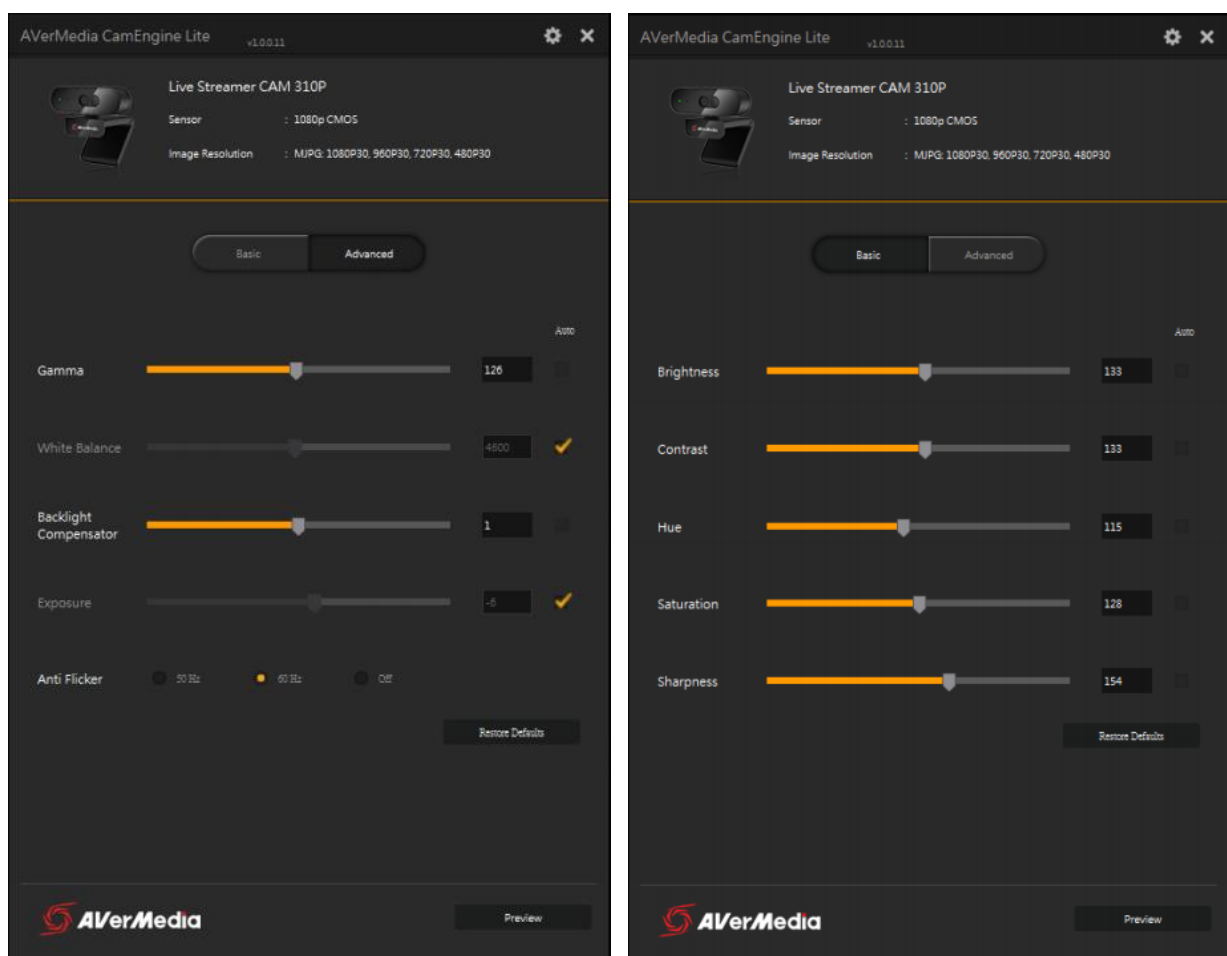 AVerMedia CamEngine Lite v1.0.0.11
Live Streamer CAM 310P
Sensor : 1080p CMOS
Image Resolution : MJPG: 1080P30, 960P30, 720P30, 480P30
Basic Advanced
Auto
Gamma 126
White Balance 4600
Backlight
Compensator 1
Exposure -6
Anti Flicker 50 Hz 60 Hz Off
Restore Defaults
AVerMedia Preview
AVerMedia CamEngine Lite v1.0.0.11
Live Streamer CAM 310P
Sensor : 1080p CMOS
Image Resolution : MJPG: 1080P30, 960P30, 720P30, 480P30
Basic Advanced
Auto
Brightness 133
Contrast 133
Hue 115
Saturation 128
Sharpness 154
Restore Defaults
AVerMedia Preview